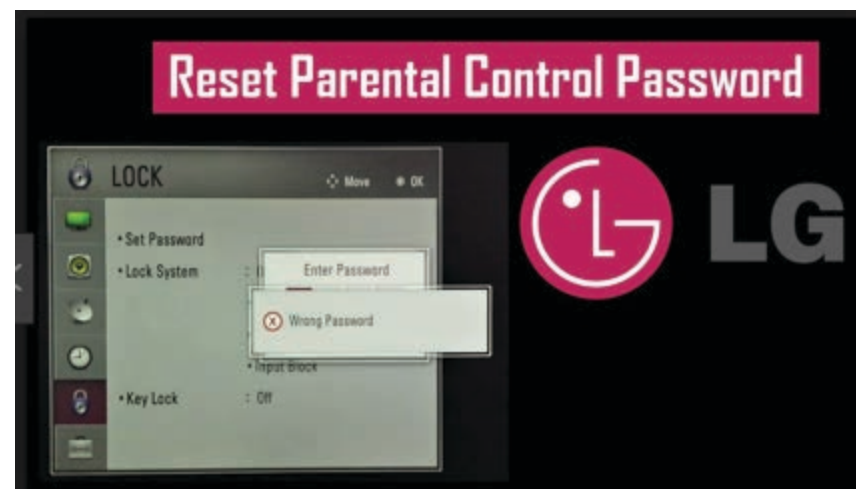 Reset Parental Control Password
LOCK
Move OK
• Set Password
• Lock System :
Enter Password
Wrong Password
• Input Block
• Key Lock : Off
LG